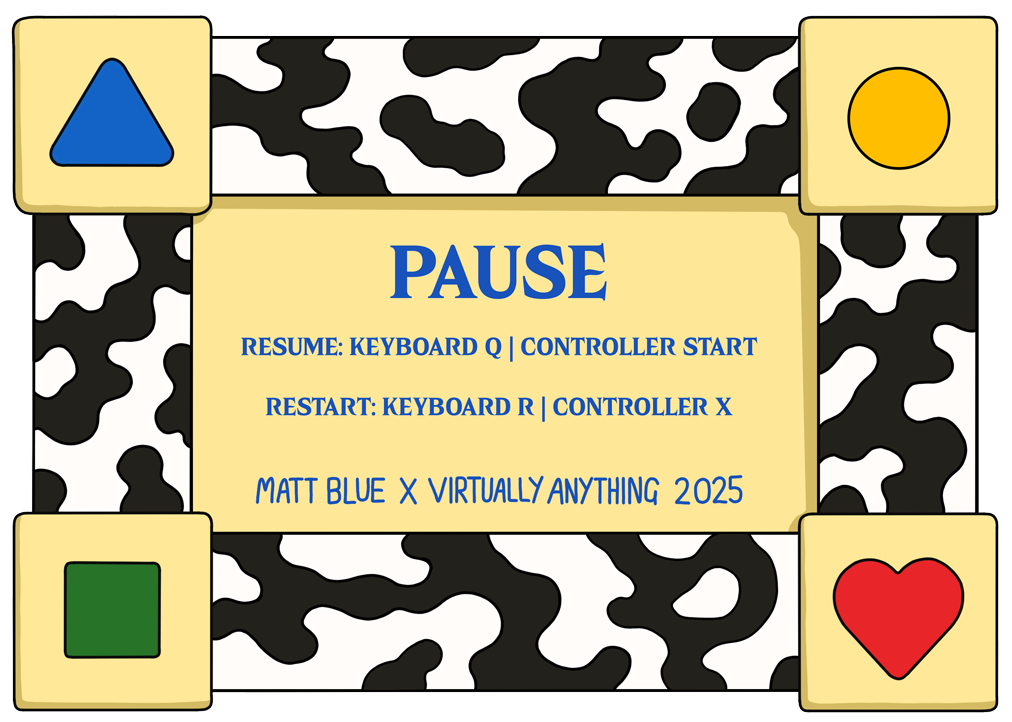 PAUSE
RESUME: KEYBOARD Q | CONTROLLER START
RESTART: KEYBOARD R | CONTROLLER X
MATT BLUE X VIRTUALLY ANYTHING 2025